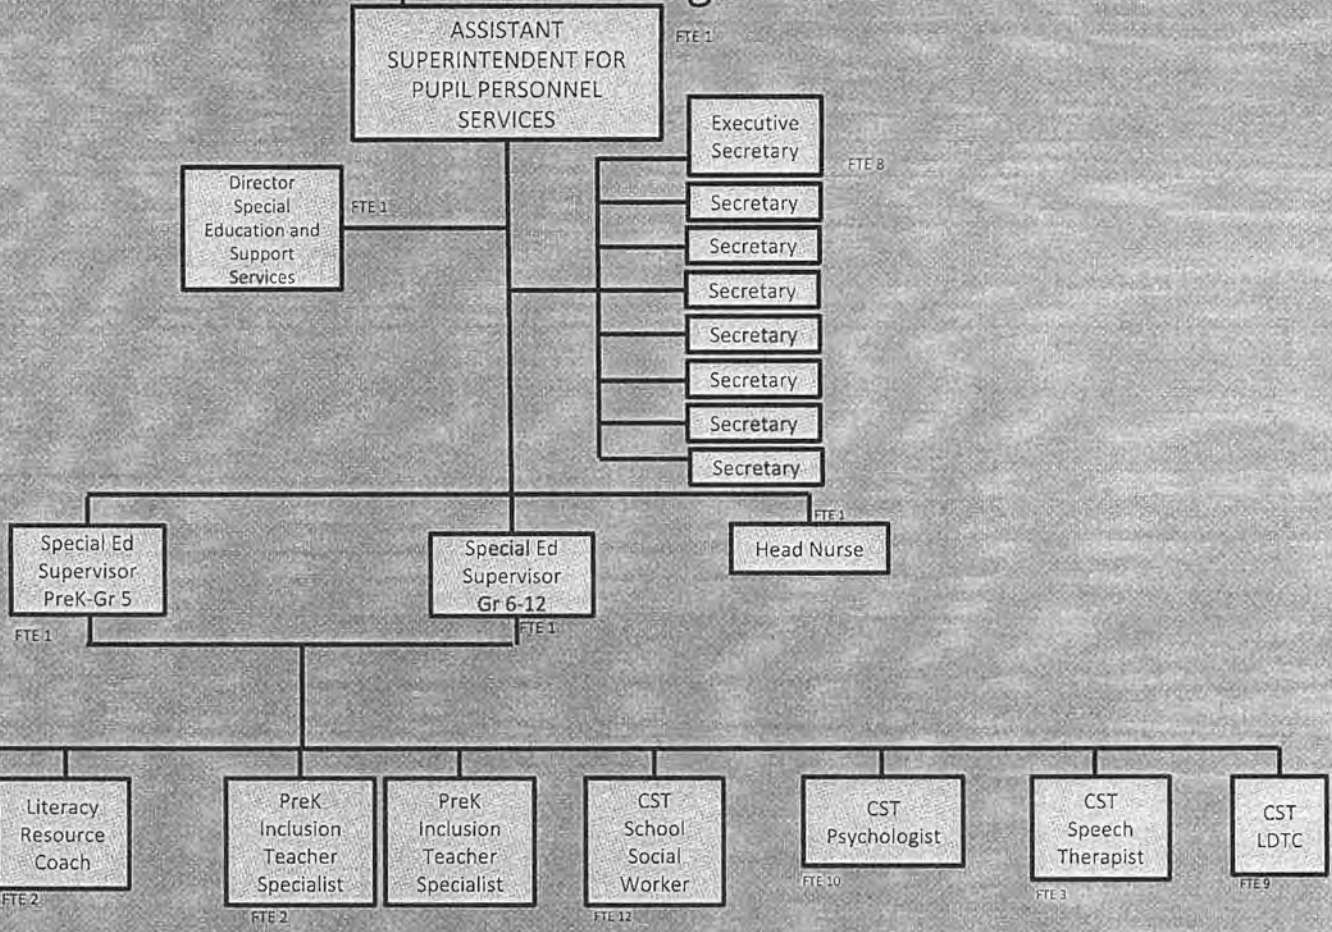 ASSISTANT
SUPERINTENDENT FOR
PUPIL PERSONNEL
SERVICES
FTE 1
Executive
Secretary
FTE 8
Director
Special
Education and
Support
Services
FTE 1
Secretary
Secretary
Secretary
Secretary
Secretary
Secretary
Secretary
Special Ed
Supervisor
PreK-Gr 5
FTE 1
Special Ed
Supervisor
Gr 6-12
FTE 1
FTE 1
Head Nurse
Literacy
Resource
Coach
FTE 2
PreK
Inclusion
Teacher
Specialist
FTE 2
PreK
Inclusion
Teacher
Specialist
CST
School
Social
Worker
FTE 12
CST
Psychologist
FTE 10
CST
Speech
Therapist
FTE 3
CST
LDTC
FTE 9